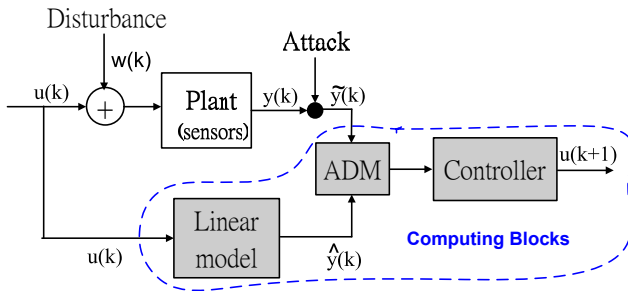 Disturbance
w(k)
Attack
u(k)
+
Plant
(sensors)
y(k)
ỹ(k)
ADM
Controller
u(k+1)
Linear
model
u(k)
ŷ(k)
Computing Blocks